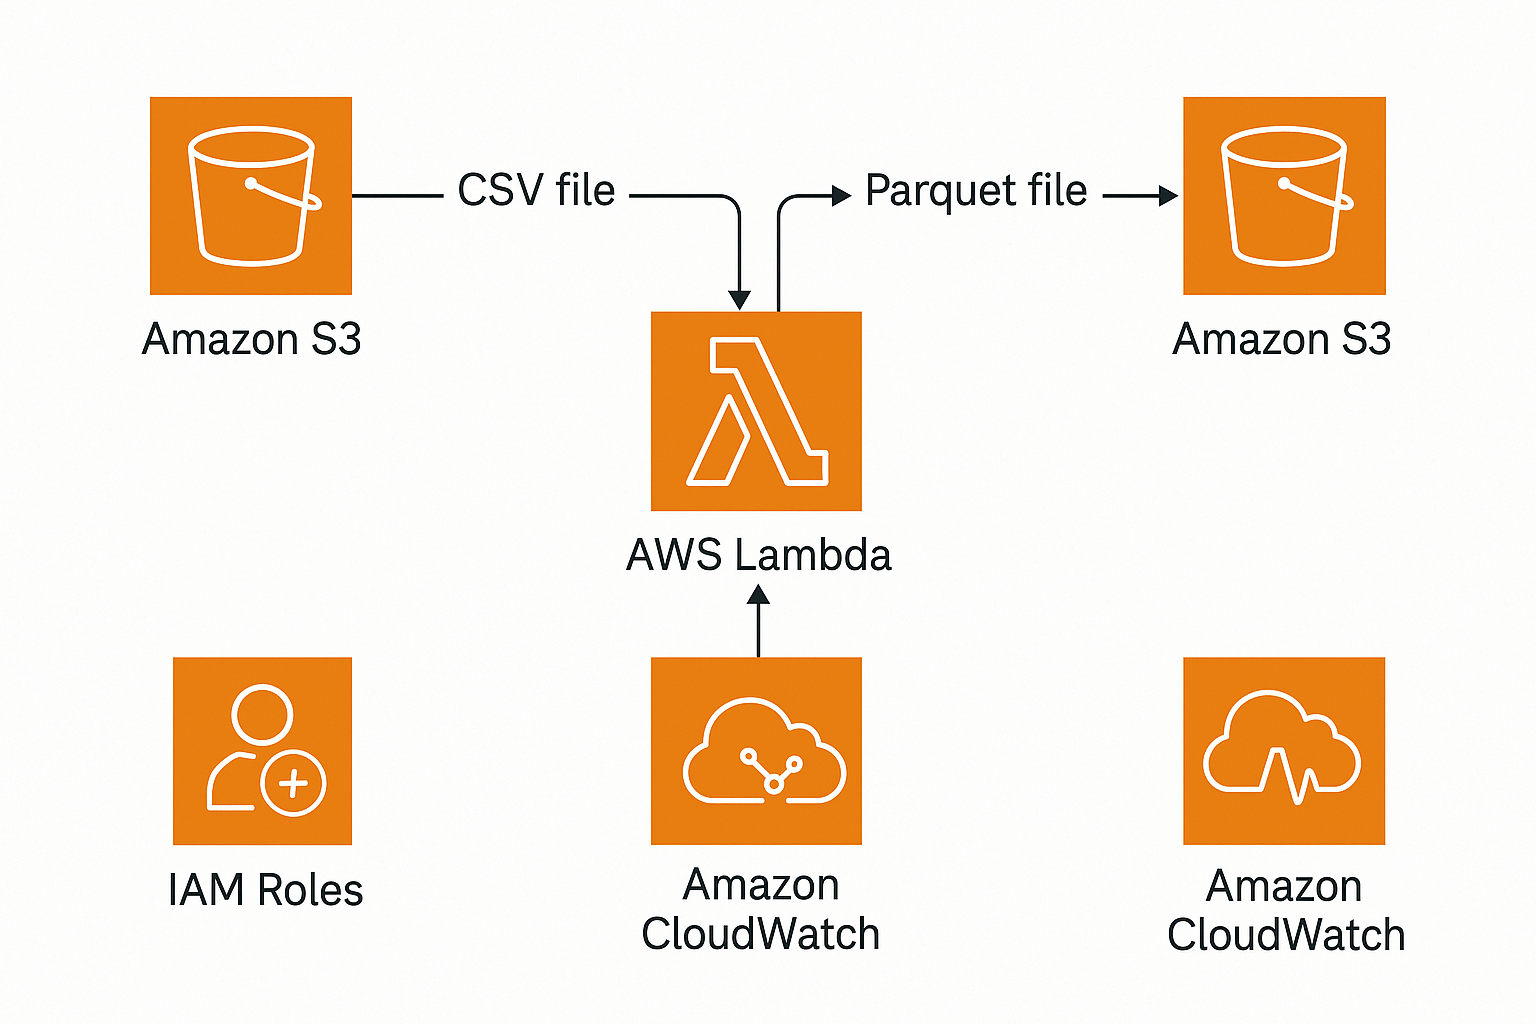 CSV file
Parquet file
Amazon S3
Amazon S3
AWS Lambda
IAM Roles
Amazon
CloudWatch
Amazon
CloudWatch